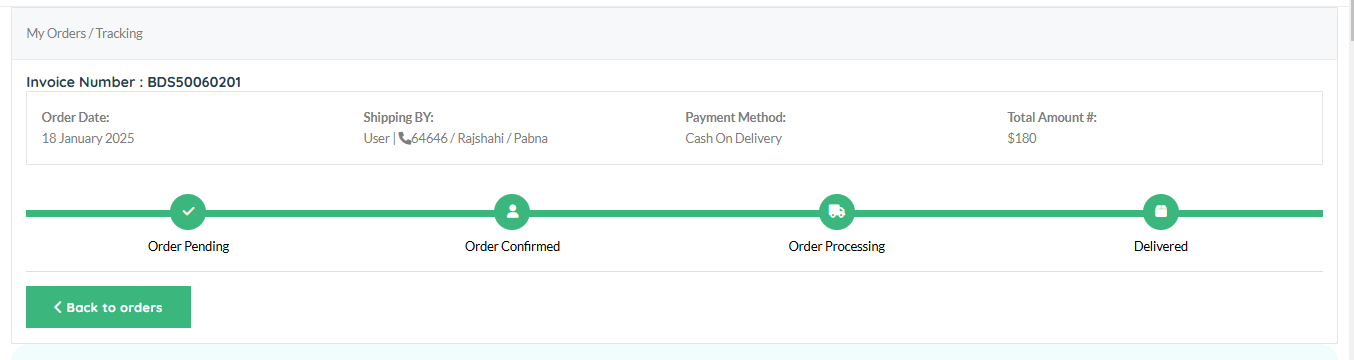 My Orders / Tracking
Invoice Number : BDS50060201
Order Date: Shipping BY: Payment Method: Total Amount #:
18 January 2025 User | 64646 / Rajshahi / Pabna Cash On Delivery $180
Order Pending Order Confirmed Order Processing Delivered
Back to orders